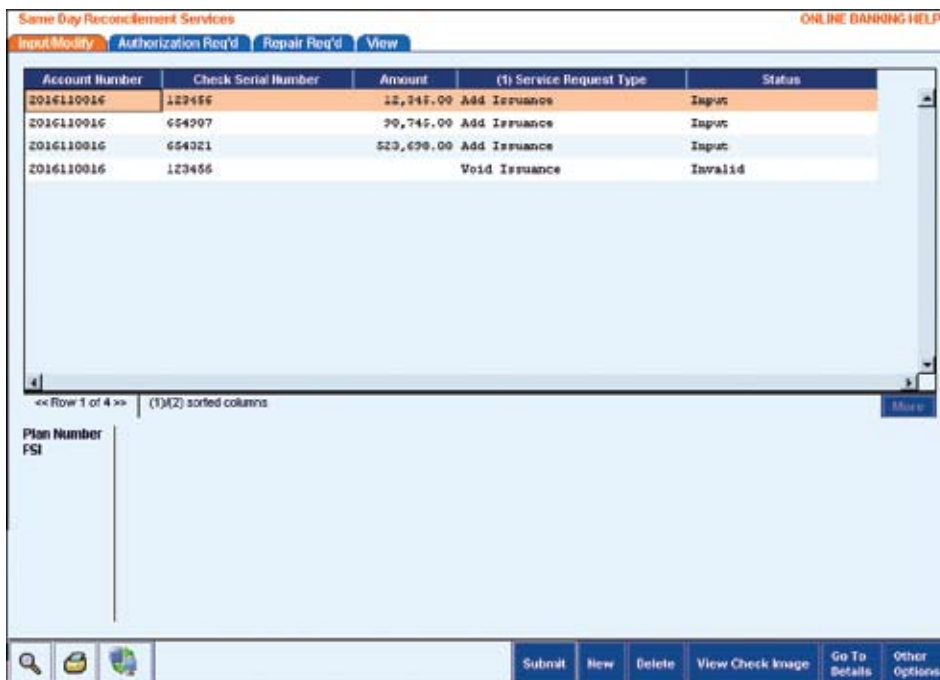 Same Day Reconcilement Services ONLINE BANKING HELP
Input/Modify Authorization Req'd Repair Req'd View
Account Number Check Serial Number Amount (1) Service Request Type Status
2016110016 123456 12,345.00 Add Issuance Input
2016110016 654987 98,745.00 Add Issuance Input
2016110016 654321 523,698.00 Add Issuance Input
2016110016 123456 Void Issuance Invalid
<< Row 1 of 4 >> (1)/(2) sorted columns More
Plan Number
FSI
Submit New Delete View Check Image Go To Details Other Options